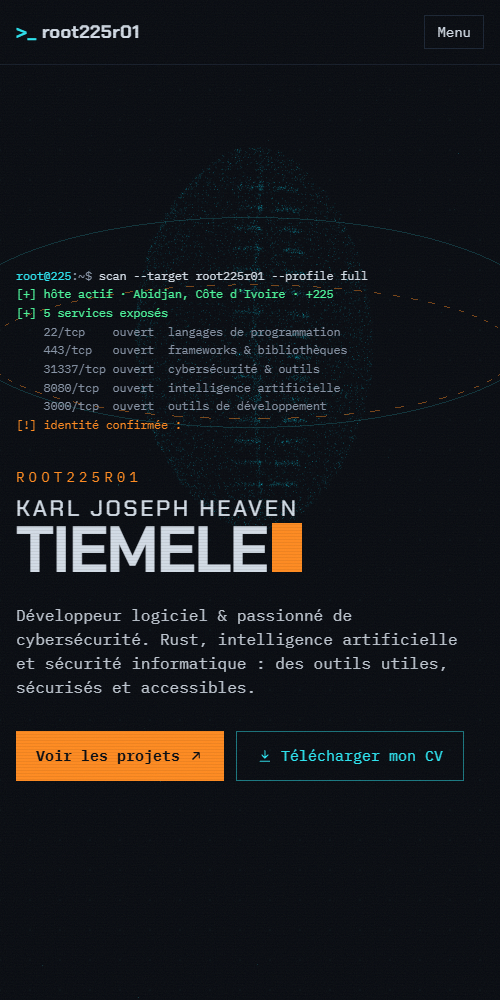 >_ root225r01
Menu
root@225:~$ scan --target root225r01 --profile full
[+] hôte actif · Abidjan, Côte d'Ivoire · +225
[+] 5 services exposés
22/tcp ouvert langages de programmation
443/tcp ouvert frameworks & bibliothèques
31337/tcp ouvert cybersécurité & outils
8080/tcp ouvert intelligence artificielle
3000/tcp ouvert outils de développement
[!] identité confirmée :
ROOT225R01
KARL JOSEPH HEAVEN
TIEMELE
Développeur logiciel & passionné de
cybersécurité. Rust, intelligence artificielle
et sécurité informatique : des outils utiles,
sécurisés et accessibles.
Voir les projets ↗
Télécharger mon CV